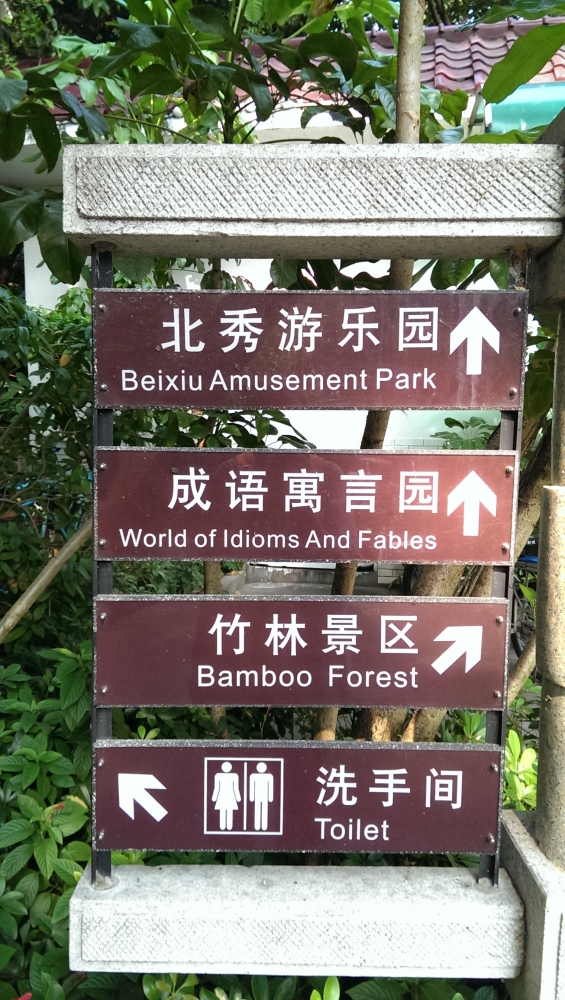 北秀游乐园
Beixiu Amusement Park
成语寓言园
World of Idioms And Fables
竹林景区
Bamboo Forest
洗手间
Toilet